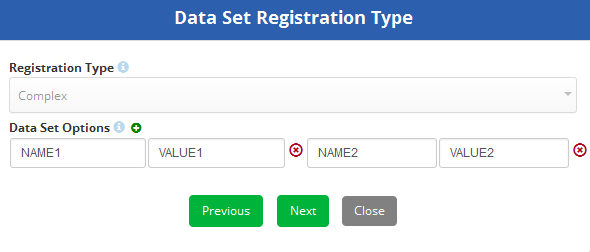 Data Set Registration Type
Registration Type
Complex
Data Set Options
NAME1 VALUE1 NAME2 VALUE2
Previous Next Close